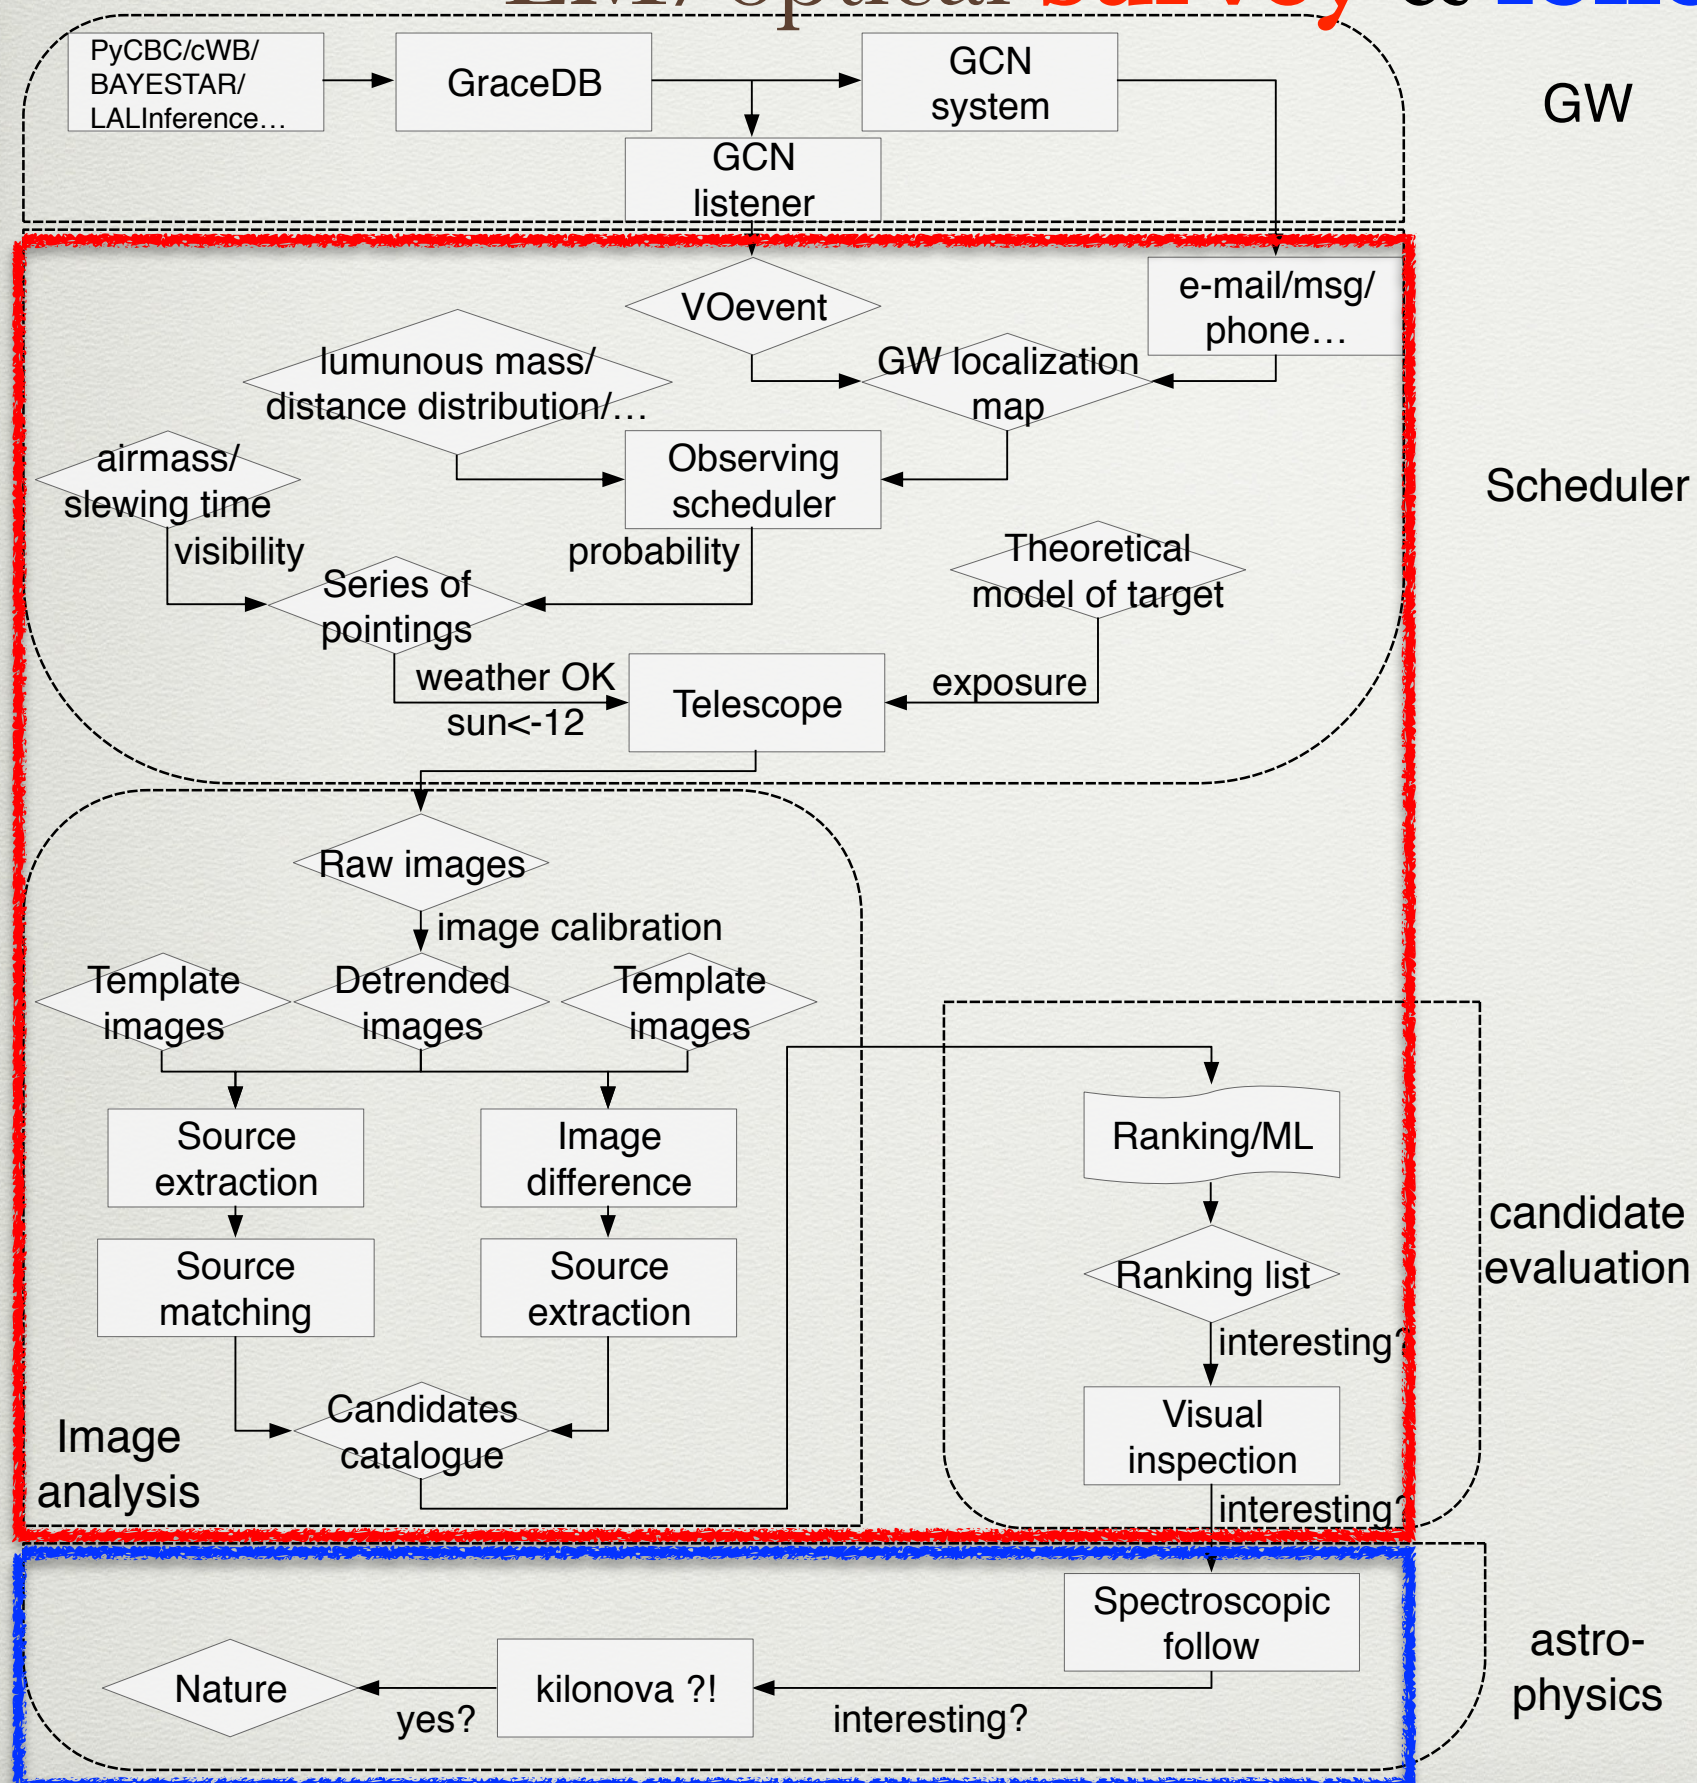 survey &
PyCBC/cWB/
BAYESTAR/
LALInference…
GraceDB
GCN
system
GW
GCN
listener
VOevent
e-mail/msg/
phone…
lumunous mass/
distance distribution/…
GW localization
map
airmass/
slewing time
Observing
scheduler
Scheduler
visibility
probability
Theoretical
model of target
Series of
pointings
weather OK
sun<-12
Telescope
exposure
Raw images
image calibration
Template
images
Detrended
images
Template
images
Source
extraction
Image
difference
Ranking/ML
Source
matching
Source
extraction
Ranking list
candidate
evaluation
interesting?
Candidates
catalogue
Visual
inspection
Image
analysis
interesting?
Spectroscopic
follow
astro-
physics
Nature
yes?
kilonova ?!
interesting?